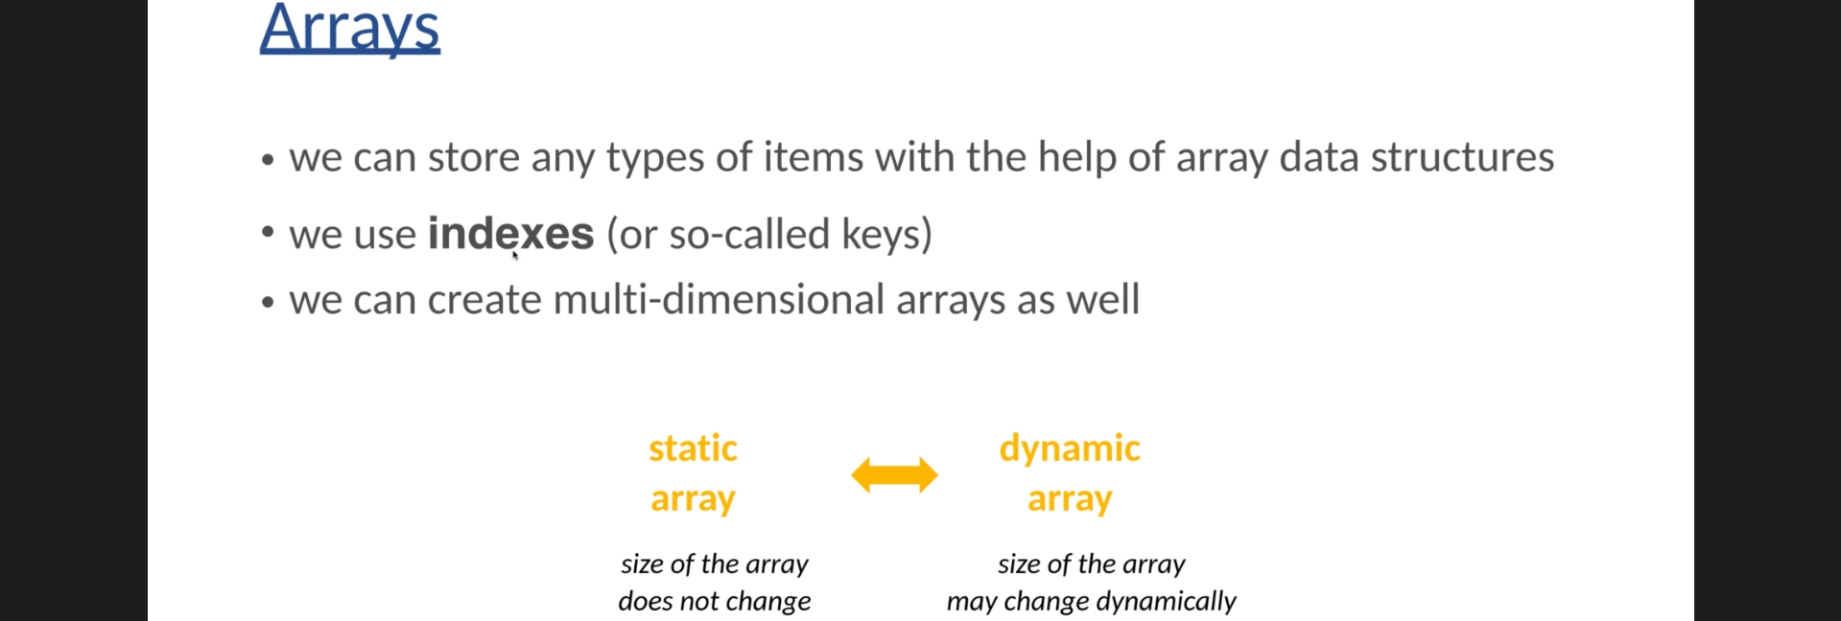 Arrays
• we can store any types of items with the help of array data structures
• we use indexes (or so-called keys)
• we can create multi-dimensional arrays as well
static
array
size of the array
does not change
dynamic
array
size of the array
may change dynamically